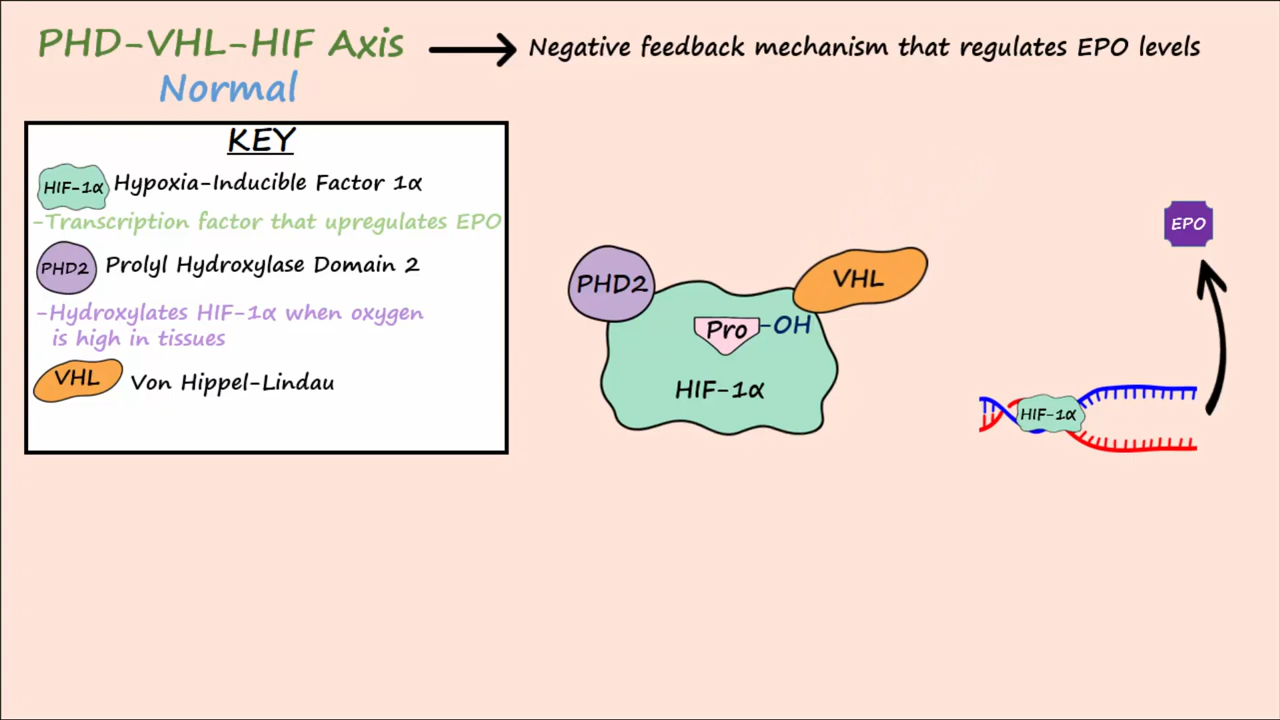 PHD-VHL-HIF Axis
Negative feedback mechanism that regulates EPO levels
Normal
KEY
HIF-1α Hypoxia-Inducible Factor 1α
-Transcription factor that upregulates EPO
PHD2 Prolyl Hydroxylase Domain 2
-Hydroxylates HIF-1α when oxygen
is high in tissues
VHL Von Hippel-Lindau
PHD2
VHL
Pro-OH
HIF-1α
EPO
HIF-1α